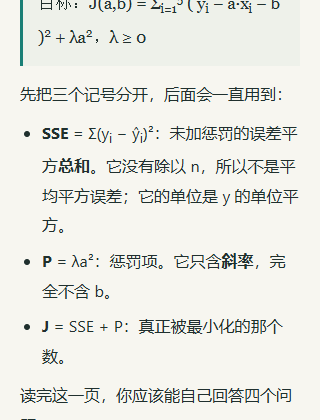 目标：J(a,b) = Σᵢ₌₁⁵ ( yᵢ − a·xᵢ − b
)² + λa²，λ ≥ 0
先把三个记号分开，后面会一直用到：
• SSE = Σ(yᵢ − ŷᵢ)²：未加惩罚的误差平
方总和。它没有除以 n，所以不是平
均平方误差；它的单位是 y 的单位平
方。
• P = λa²：惩罚项。它只含斜率，完
全不含 b。
• J = SSE + P：真正被最小化的那个
数。
读完这一页，你应该能自己回答四个问